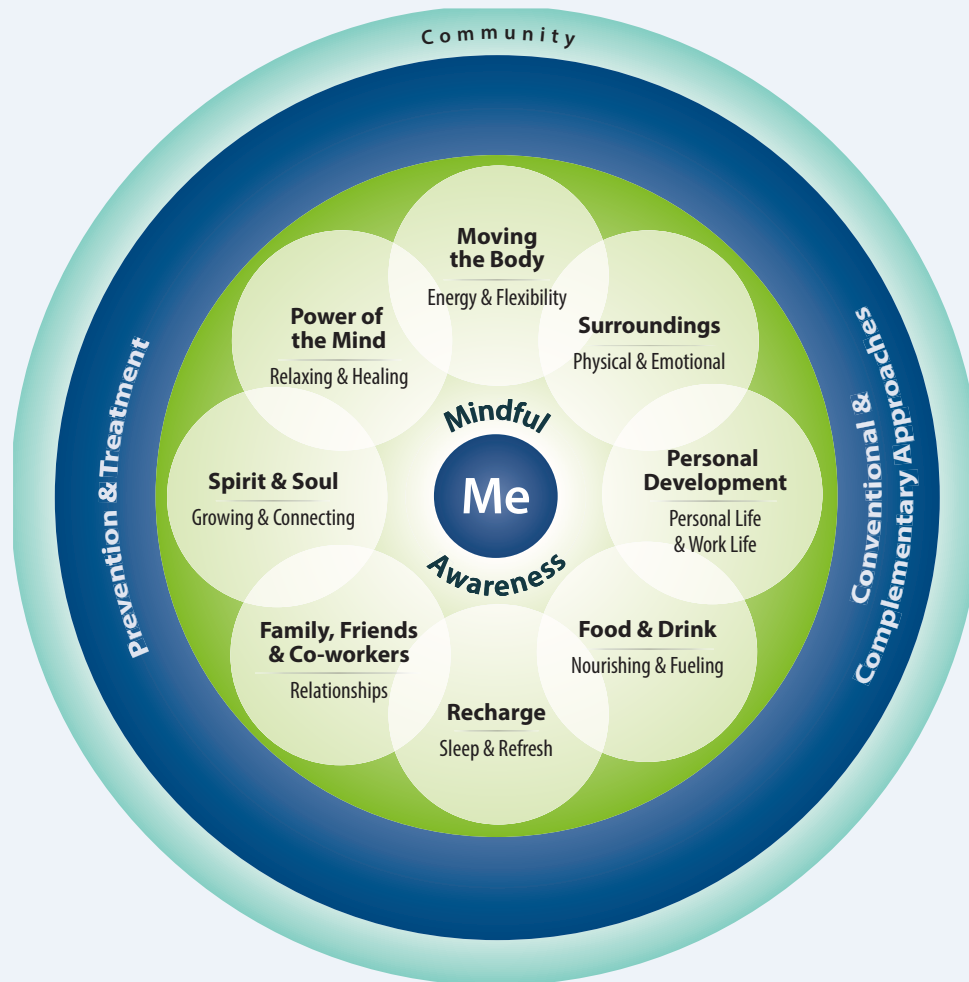 Community
Prevention & Treatment
Conventional &
Complementary Approaches
Moving
the Body
Energy & Flexibility
Surroundings
Physical & Emotional
Personal
Development
Personal Life
& Work Life
Food & Drink
Nourishing & Fueling
Recharge
Sleep & Refresh
Family, Friends
& Co-workers
Relationships
Spirit & Soul
Growing & Connecting
Power of
the Mind
Relaxing & Healing
Mindful
Me
Awareness